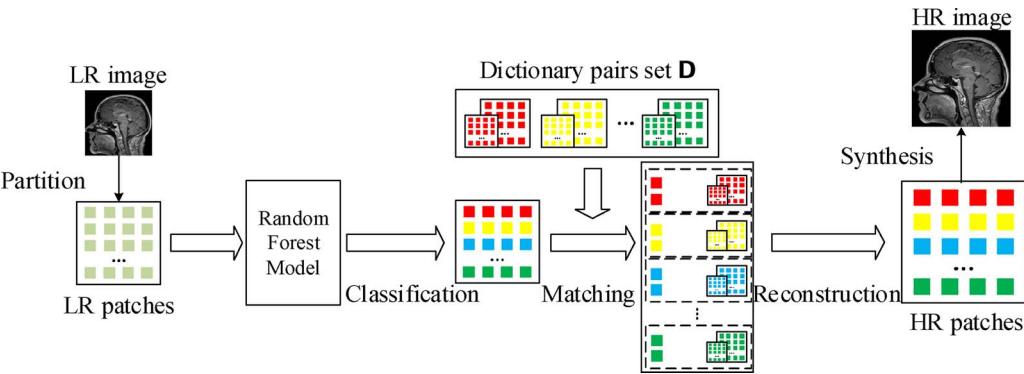 LR image
Partition
LR patches
Random
Forest
Model
Classification
Dictionary pairs set D
...
...
Matching
...
Reconstruction
HR image
Synthesis
...
HR patches